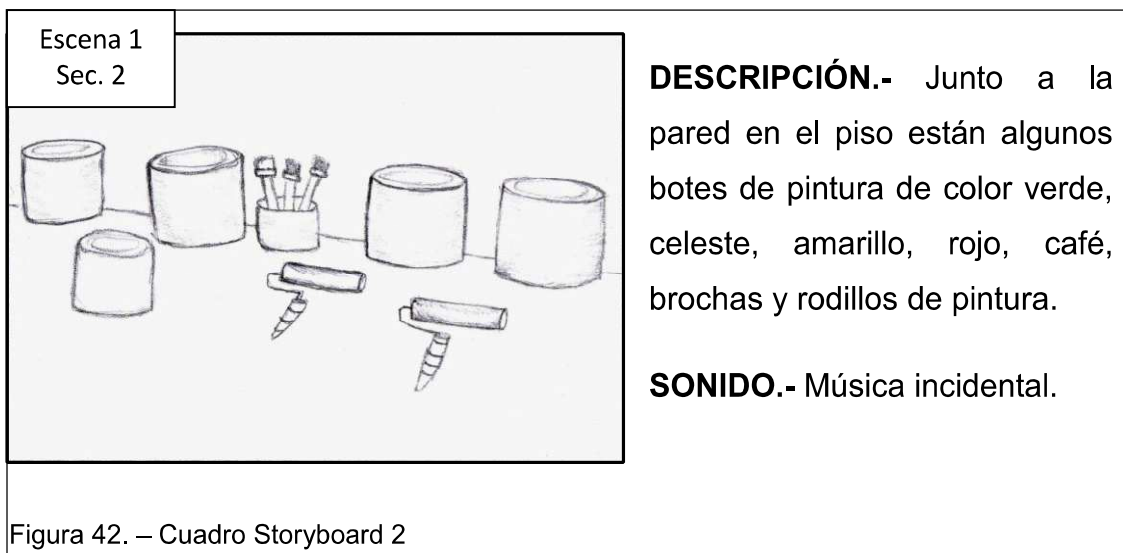 Escena 1
Sec. 2
DESCRIPCIÓN.- Junto a la
pared en el piso están algunos
botes de pintura de color verde,
celeste, amarillo, rojo, café,
brochas y rodillos de pintura.
SONIDO.- Música incidental.
Figura 42. – Cuadro Storyboard 2